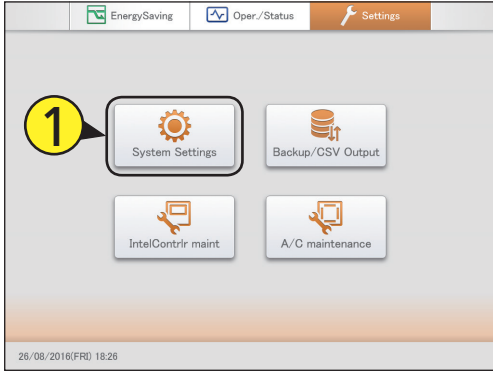 EnergySaving
Oper./Status
Settings
1
System Settings
Backup/CSV Output
IntelContrlr maint
A/C maintenance
26/08/2016(FRI) 18:26